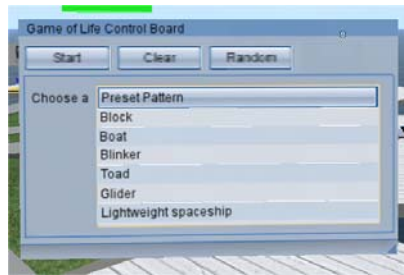 Game of Life Control Board
Start Clear Random
Choose a Preset Pattern
Block
Boat
Blinker
Toad
Glider
Lightweight spaceship